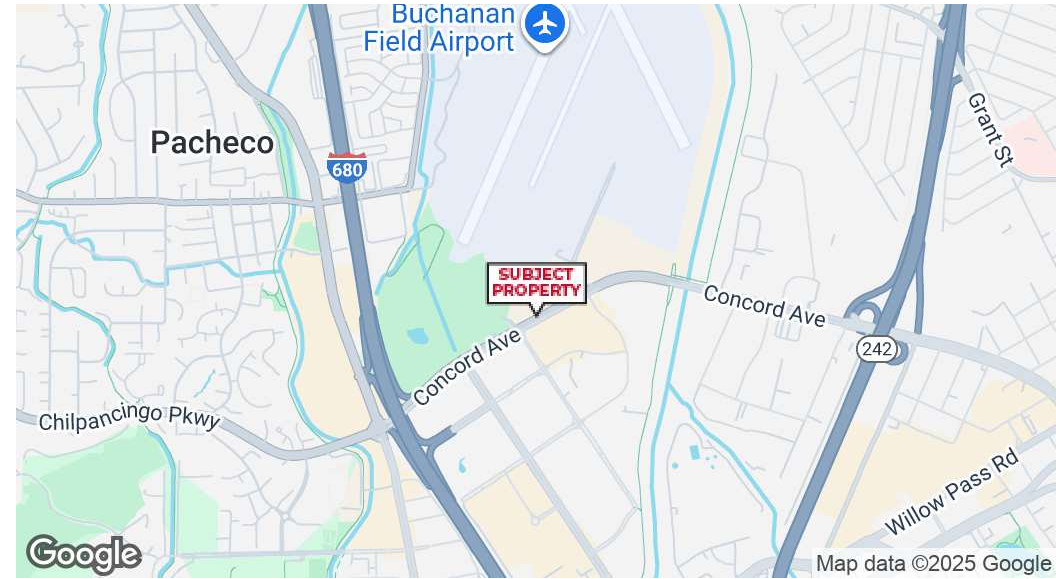 Buchanan
Field Airport
Grant St
Pacheco
680
SUBJECT
PROPERTY
Concord Ave
Concord Ave
242
Chilpancingo Pkwy
Willow Pass Rd
Google
Map data ©2025 Google